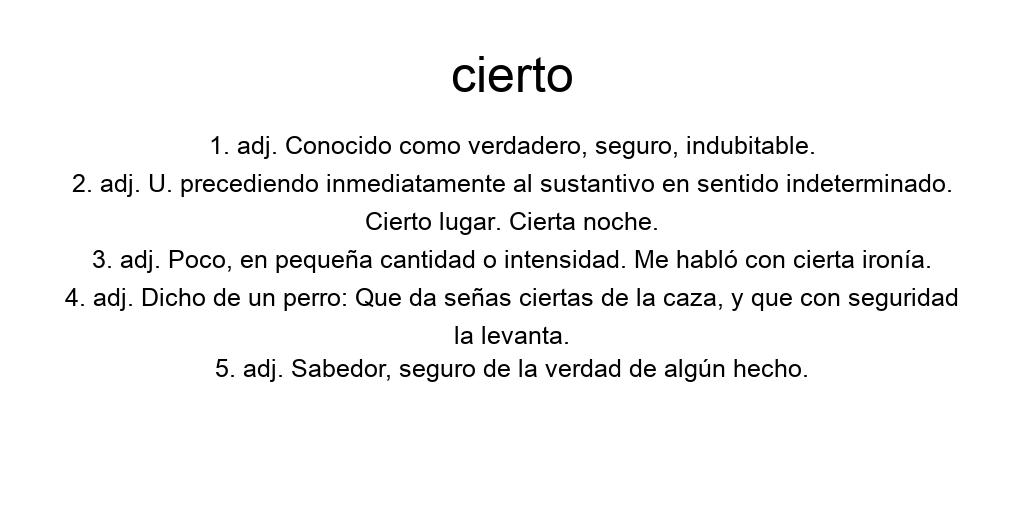 cierto
1. adj. Conocido como verdadero, seguro, indubitable.
2. adj. U. precediendo inmediatamente al sustantivo en sentido indeterminado.
Cierto lugar. Cierta noche.
3. adj. Poco, en pequeña cantidad o intensidad. Me habló con cierta ironía.
4. adj. Dicho de un perro: Que da señas ciertas de la caza, y que con seguridad
la levanta.
5. adj. Sabedor, seguro de la verdad de algún hecho.